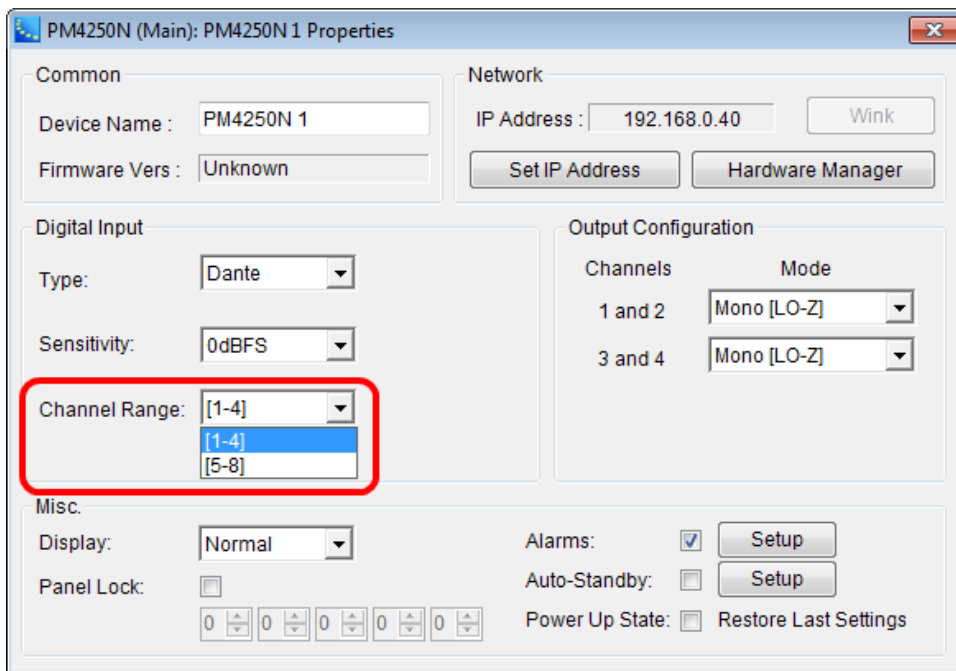 PM4250N (Main): PM4250N 1 Properties
Common
Device Name : PM4250N 1
Firmware Vers : Unknown
Network
IP Address : 192.168.0.40 Wink
Set IP Address Hardware Manager
Digital Input
Type: Dante
Sensitivity: 0dBFS
Channel Range: [1-4]
[1-4]
[5-8]
Output Configuration
Channels Mode
1 and 2 Mono [LO-Z]
3 and 4 Mono [LO-Z]
Misc.
Display: Normal
Panel Lock:
0 0 0 0 0
Alarms: Setup
Auto-Standby: Setup
Power Up State: Restore Last Settings